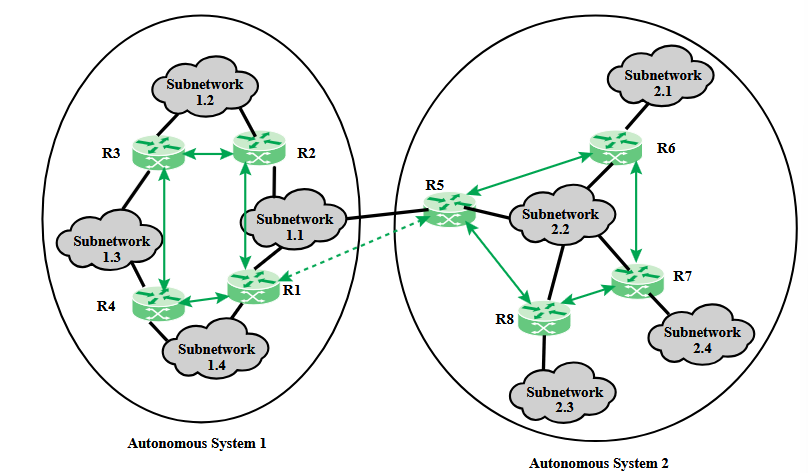 Subnetwork
1.2
R3
R2
Subnetwork
1.1
Subnetwork
1.3
R4
R1
Subnetwork
1.4
Autonomous System 1
Subnetwork
2.1
R6
R5
Subnetwork
2.2
R7
R8
Subnetwork
2.4
Subnetwork
2.3
Autonomous System 2